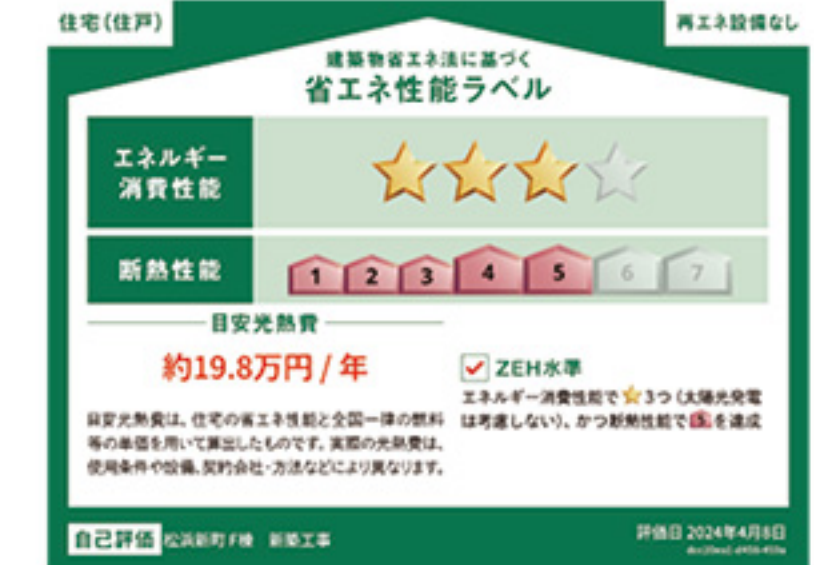 住宅(住戸)
再エネ設備なし
建築物省エネ法に基づく
省エネ性能ラベル
エネルギー
消費性能
断熱性能
1 2 3 4 5 6 7
目安光熱費
約19.8万円 / 年
目安光熱費は、住宅の省エネ性能と全国一律の燃料
等の単価を用いて算出したものです。実際の光熱費は、
使用条件や設備、契約会社・方法などにより異なります。
ZEH水準
エネルギー消費性能で★3つ(太陽光発電
は考慮しない)、かつ断熱性能で5を達成
自己評価 松浜新町F棟 新築工事
評価日 2024年4月8日